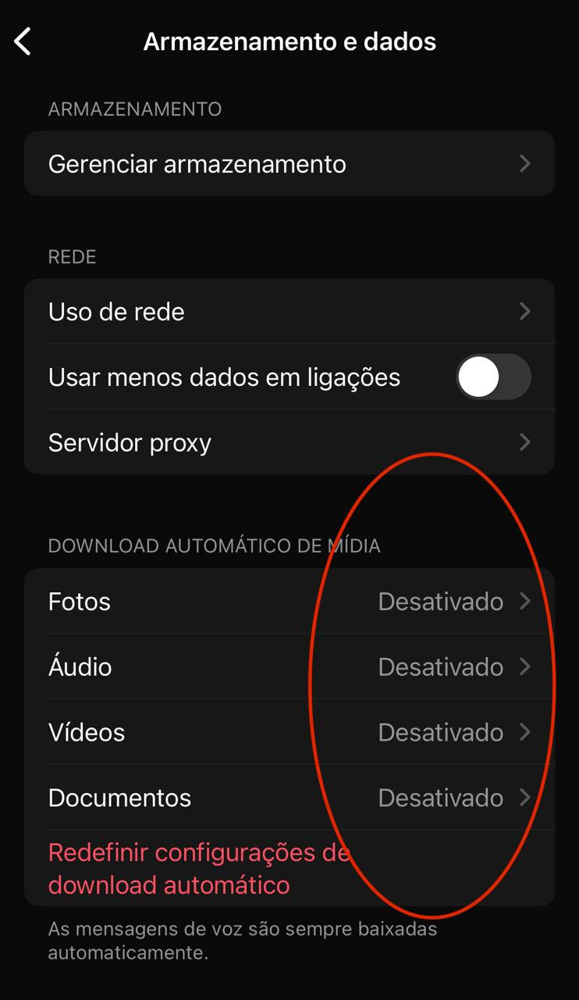 Armazenamento e dados
ARMAZENAMENTO
Gerenciar armazenamento
REDE
Uso de rede
Usar menos dados em ligações
Servidor proxy
DOWNLOAD AUTOMÁTICO DE MÍDIA
Fotos Desativado
Áudio Desativado
Vídeos Desativado
Documentos Desativado
Redefinir configurações de
download automático
As mensagens de voz são sempre baixadas
automaticamente.